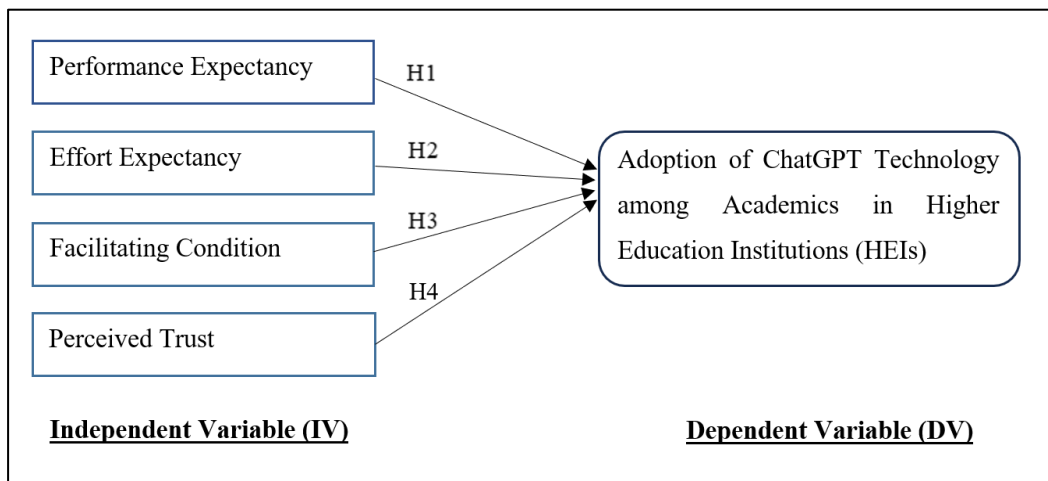 Performance Expectancy
H1
Effort Expectancy
H2
Facilitating Condition
H3
Perceived Trust
H4
Adoption of ChatGPT Technology
among Academics in Higher
Education Institutions (HEIs)
Independent Variable (IV)
Dependent Variable (DV)